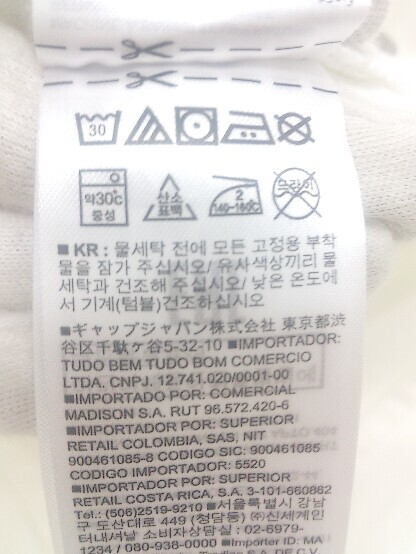 30
약30℃
중성
산소
표백
2
140~160℃
드라이
■ KR : 물세탁 전에 모든 고정용 부착
물을 잠가 주십시오/ 유사색상끼리 물
세탁과 건조해 주십시오/ 낮은 온도에
서 기계(텀블)건조하십시오
■ギャップジャパン株式会社 東京都渋
谷区千駄ヶ谷5-32-10 ■IMPORTADOR:
TUDO BEM TUDO BOM COMERCIO
LTDA. CNPJ. 12.741.020/0001-00
■IMPORTADO POR: COMERCIAL
MADISON S.A. RUT 96.572.420-6
■IMPORTADO POR: SUPERIOR
RETAIL COLOMBIA, SAS, NIT
900461085-8 CODIGO SIC: 900461085
CODIGO IMPORTADOR: 5520
■IMPORTADO POR: SUPERIOR
RETAIL COSTA RICA, S.A. 3-101-660862
Tel.: (506)2519-9210 ■서울특별시 강남
구 도산대로 449 (청담동) ㈜신세계인
터내셔날 소비자상담실 : 02-6979-
1234 / 080-938-0000 ■Importer ID: MA